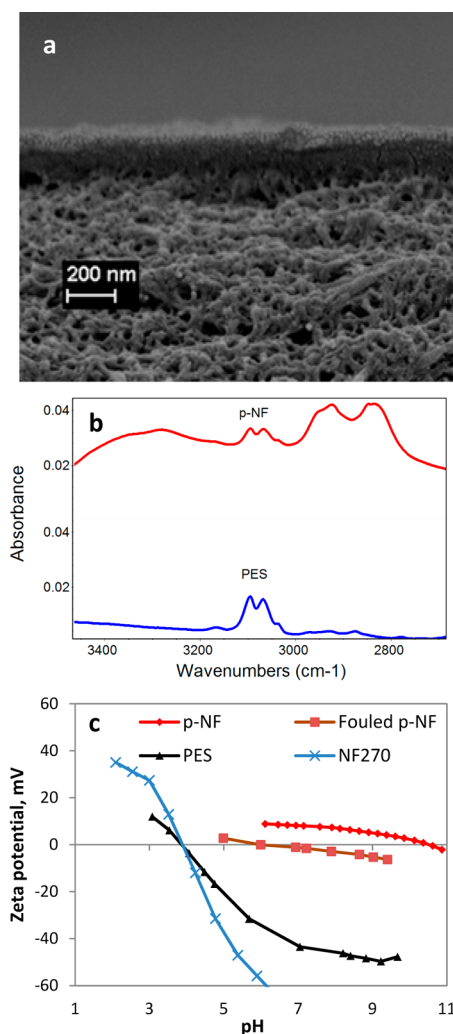 a
200 nm
b
p-NF
0.04
0.02
Absorbance
0.04
PES
0.02
3400 3200 3000 2800
Wavenumbers (cm-1)
60
c
p-NF Fouled p-NF
PES NF270
40
20
Zeta potential, mV
0
-20
-40
-60
1 3 5 7 9 11
pH